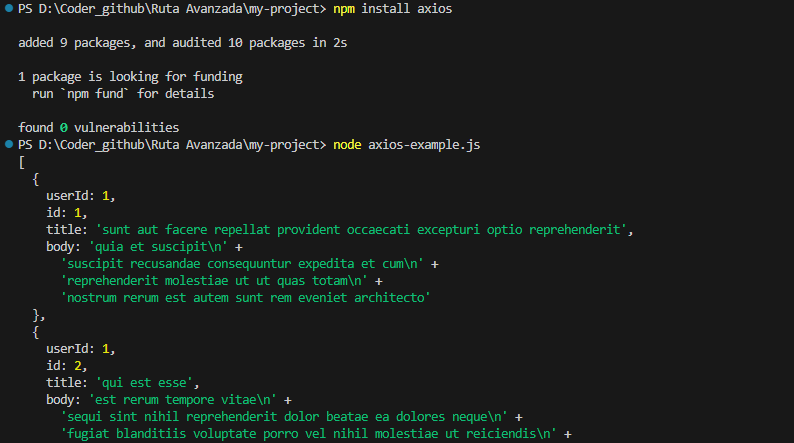 PS D:\Coder_github\Ruta Avanzada\my-project> npm install axios
added 9 packages, and audited 10 packages in 2s
1 package is looking for funding
  run `npm fund` for details
found 0 vulnerabilities
PS D:\Coder_github\Ruta Avanzada\my-project> node axios-example.js
[
  {
    userId: 1,
    id: 1,
    title: 'sunt aut facere repellat provident occaecati excepturi optio reprehenderit',
    body: 'quia et suscipit\n' +
      'suscipit recusandae consequuntur expedita et cum\n' +
      'reprehenderit molestiae ut ut quas totam\n' +
      'nostrum rerum est autem sunt rem eveniet architecto'
  },
  {
    userId: 1,
    id: 2,
    title: 'qui est esse',
    body: 'est rerum tempore vitae\n' +
      'sequi sint nihil reprehenderit dolor beatae ea dolores neque\n' +
      'fugiat blanditiis voluptate porro vel nihil molestiae ut reiciendis\n' +